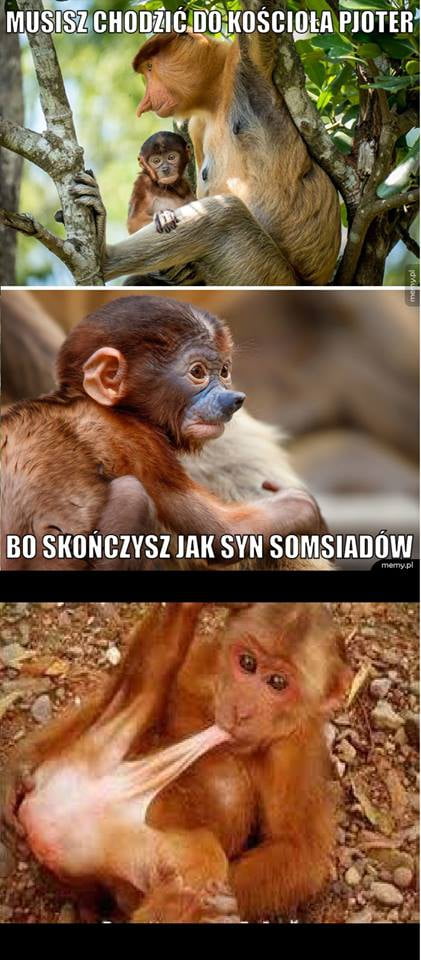 MUSISZ CHODZIĆ DO KOŚCIOŁA PJOTER
memy.pl
BO SKOŃCZYSZ JAK SYN SOMSIADÓW
memy.pl